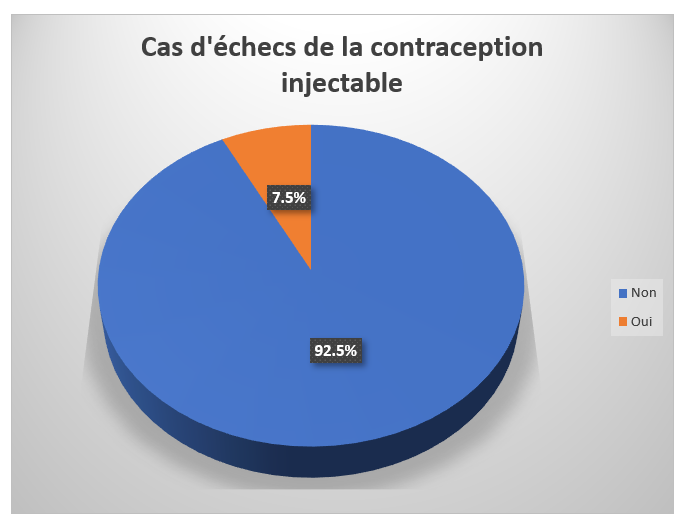 Cas d'échecs de la contraception
injectable
7.5%
92.5%
Non
Oui